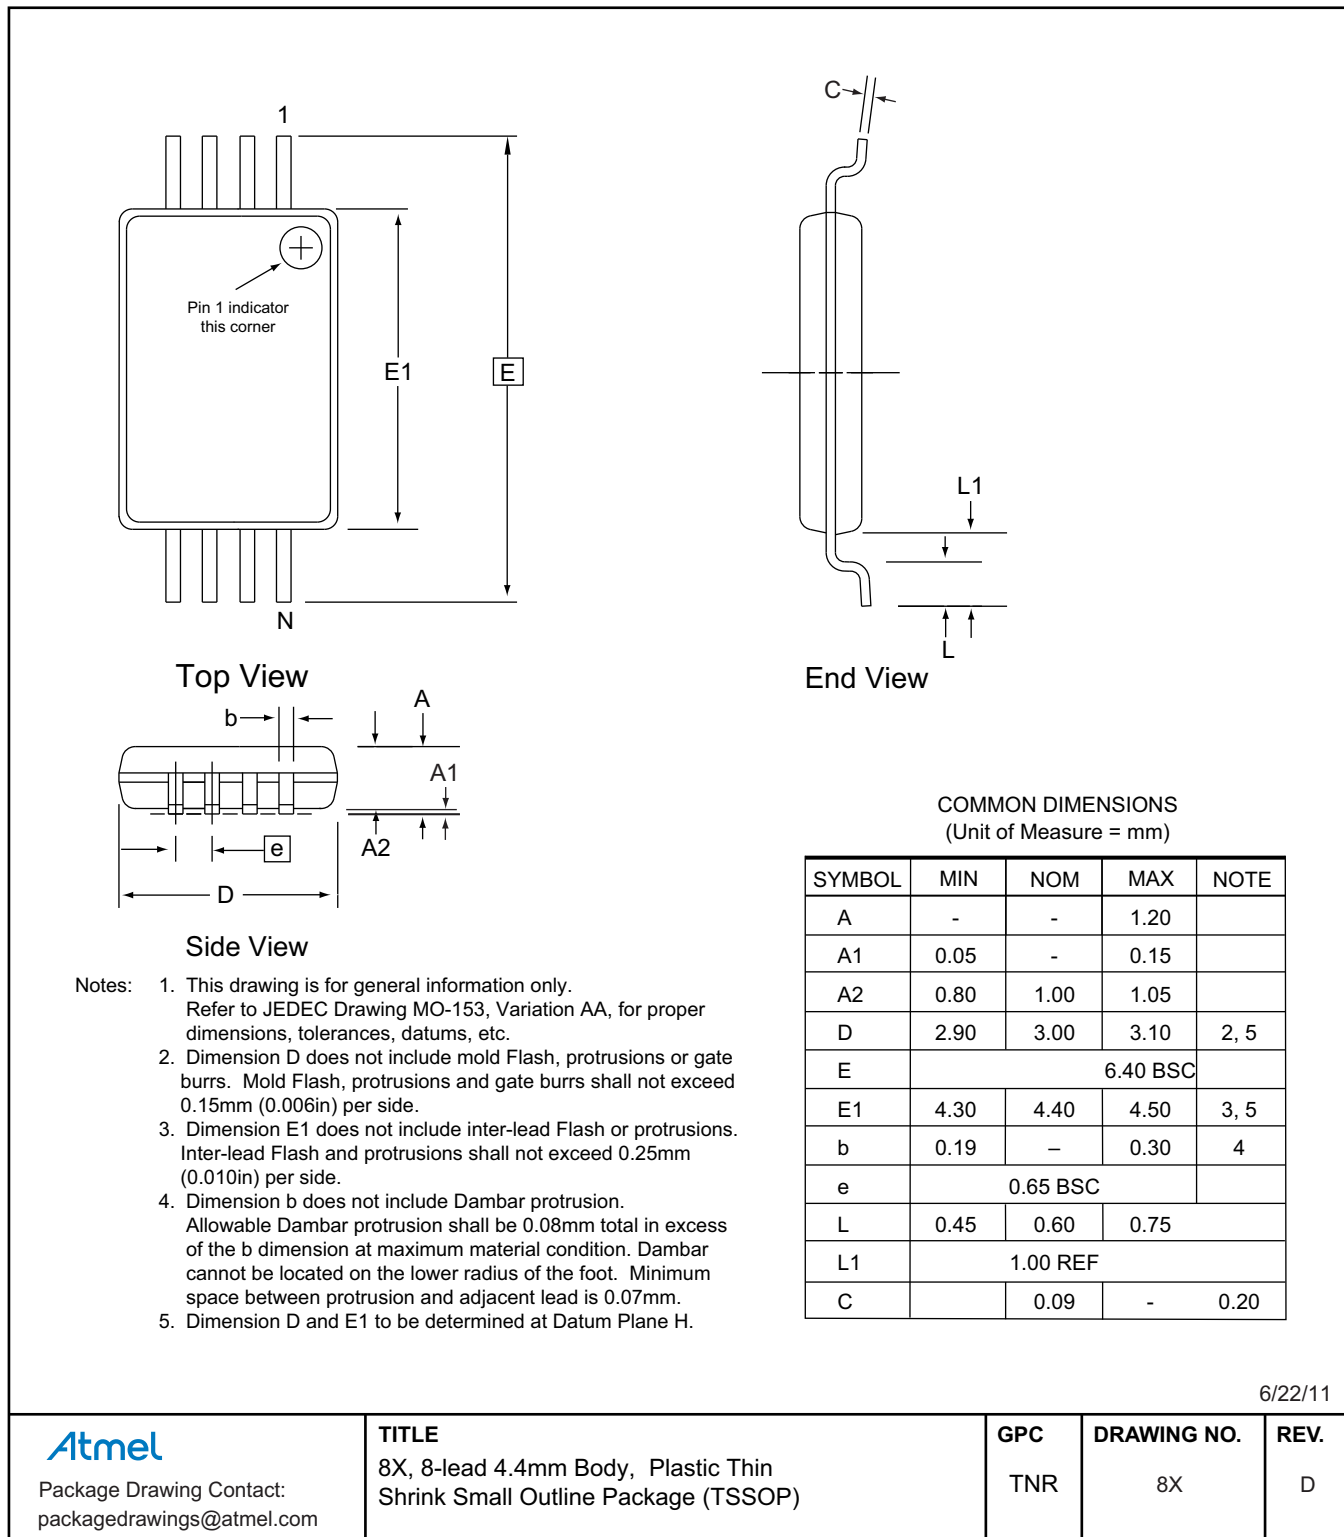 1
Pin 1 indicator
this corner
E1
E
N
Top View
C
L1
L
End View
b
A
A1
A2
e
D
Side View
COMMON DIMENSIONS
(Unit of Measure = mm)
SYMBOL MIN NOM MAX NOTE
A - - 1.20
A1 0.05 - 0.15
A2 0.80 1.00 1.05
D 2.90 3.00 3.10 2, 5
E 6.40 BSC
E1 4.30 4.40 4.50 3, 5
b 0.19 – 0.30 4
e 0.65 BSC
L 0.45 0.60 0.75
L1 1.00 REF
C 0.09 - 0.20
Notes: 1. This drawing is for general information only.
Refer to JEDEC Drawing MO-153, Variation AA, for proper
dimensions, tolerances, datums, etc.
2. Dimension D does not include mold Flash, protrusions or gate
burrs. Mold Flash, protrusions and gate burrs shall not exceed
0.15mm (0.006in) per side.
3. Dimension E1 does not include inter-lead Flash or protrusions.
Inter-lead Flash and protrusions shall not exceed 0.25mm
(0.010in) per side.
4. Dimension b does not include Dambar protrusion.
Allowable Dambar protrusion shall be 0.08mm total in excess
of the b dimension at maximum material condition. Dambar
cannot be located on the lower radius of the foot. Minimum
space between protrusion and adjacent lead is 0.07mm.
5. Dimension D and E1 to be determined at Datum Plane H.
6/22/11
Atmel
Package Drawing Contact:
packagedrawings@atmel.com
TITLE
8X, 8-lead 4.4mm Body, Plastic Thin
Shrink Small Outline Package (TSSOP)
GPC
TNR
DRAWING NO.
8X
REV.
D